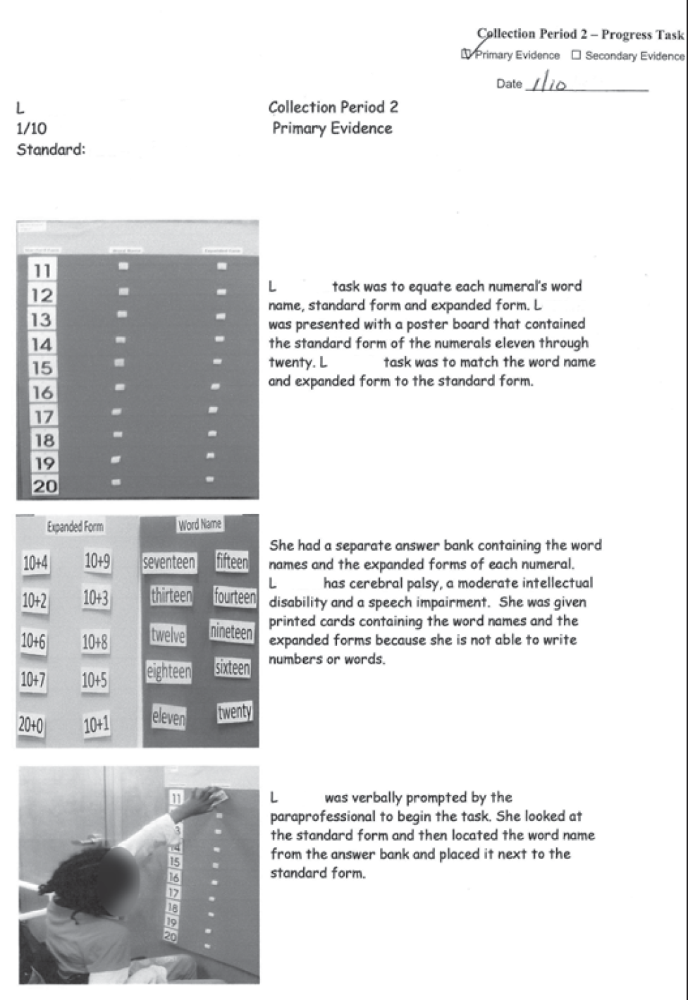 Collection Period 2 – Progress Task
Primary Evidence Secondary Evidence
Date 1/10
L
1/10
Standard:
Collection Period 2
Primary Evidence
11
12
13
14
15
16
17
18
19
20
L task was to equate each numeral's word
name, standard form and expanded form. L
was presented with a poster board that contained
the standard form of the numerals eleven through
twenty. L task was to match the word name
and expanded form to the standard form.
Expanded Form
10+4 10+9
10+2 10+3
10+6 10+8
10+7 10+5
20+0 10+1
Word Name
seventeen fifteen
thirteen fourteen
twelve nineteen
eighteen sixteen
eleven twenty
She had a separate answer bank containing the word
names and the expanded forms of each numeral.
L has cerebral palsy, a moderate intellectual
disability and a speech impairment. She was given
printed cards containing the word names and the
expanded forms because she is not able to write
numbers or words.
11
3
14
15
16
17
18
19
20
L was verbally prompted by the
paraprofessional to begin the task. She looked at
the standard form and then located the word name
from the answer bank and placed it next to the
standard form.